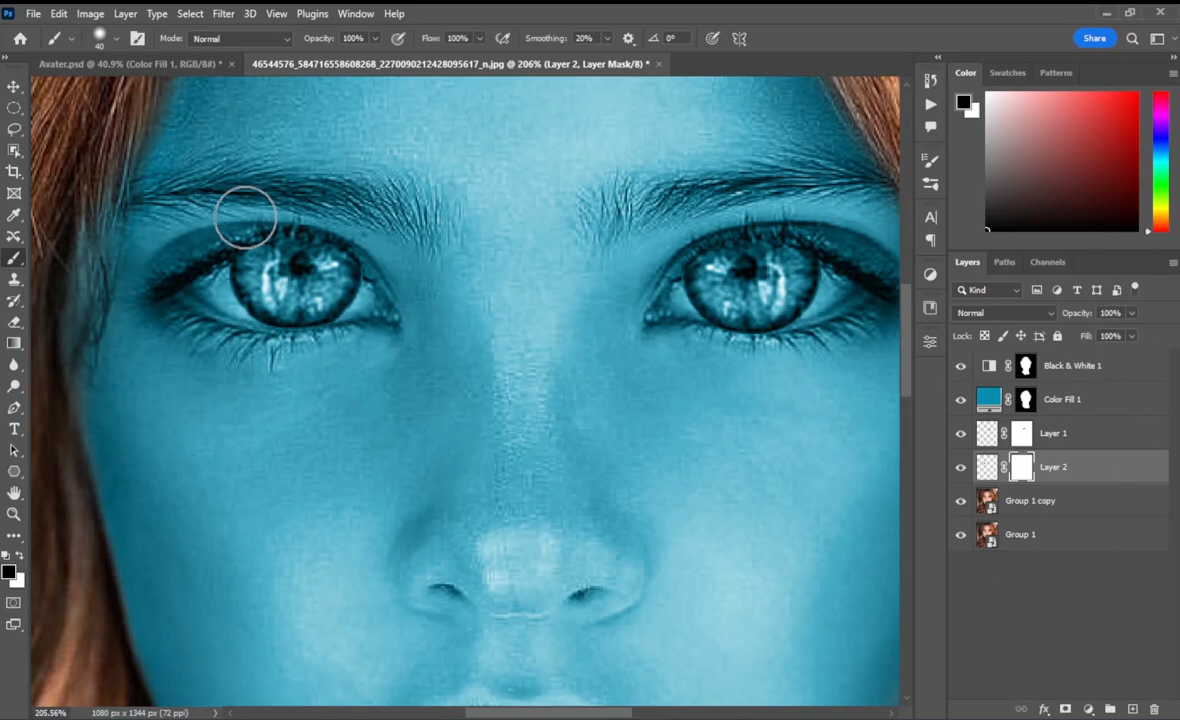 Ps File Edit Image Layer Type Select Filter 3D View Plugins Window Help
40 Mode: Normal Opacity: 100% Flow: 100% Smoothing: 20% 0° Share
Avater.psd @ 40.9% (Color Fill 1, RGB/8#) * × 46544576_584716558608268_2270090212428095617_n.jpg @ 206% (Layer 2, Layer Mask/8) * ×
Color Swatches Patterns
Layers Paths Channels
Kind
Normal Opacity: 100%
Lock: Fill: 100%
Black & White 1
Color Fill 1
Layer 1
Layer 2
Group 1 copy
Group 1
205.56% 1080 px x 1344 px (72 ppi)